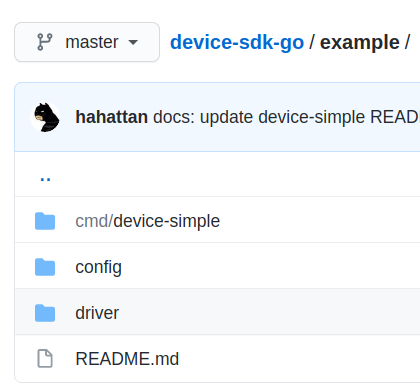 master device-sdk-go / example /
hahattan docs: update device-simple READ
..
cmd/device-simple
config
driver
README.md